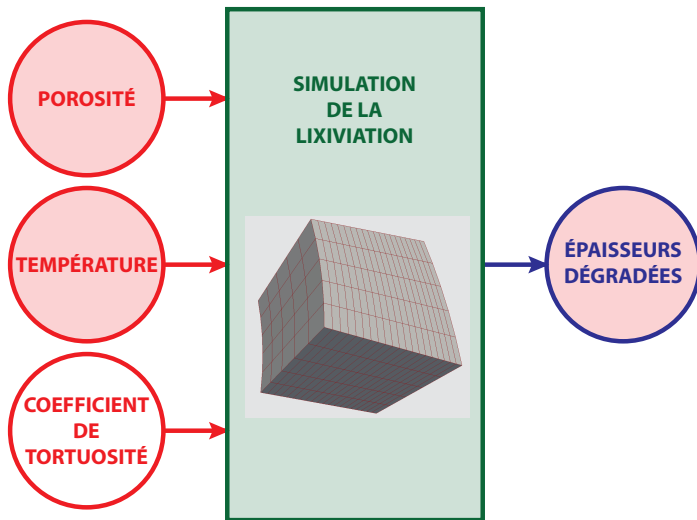 POROSITÉ
TEMPÉRATURE
COEFFICIENT
DE
TORTUOSITÉ
SIMULATION
DE LA
LIXIVIATION
ÉPAISSEURS
DÉGRADÉES